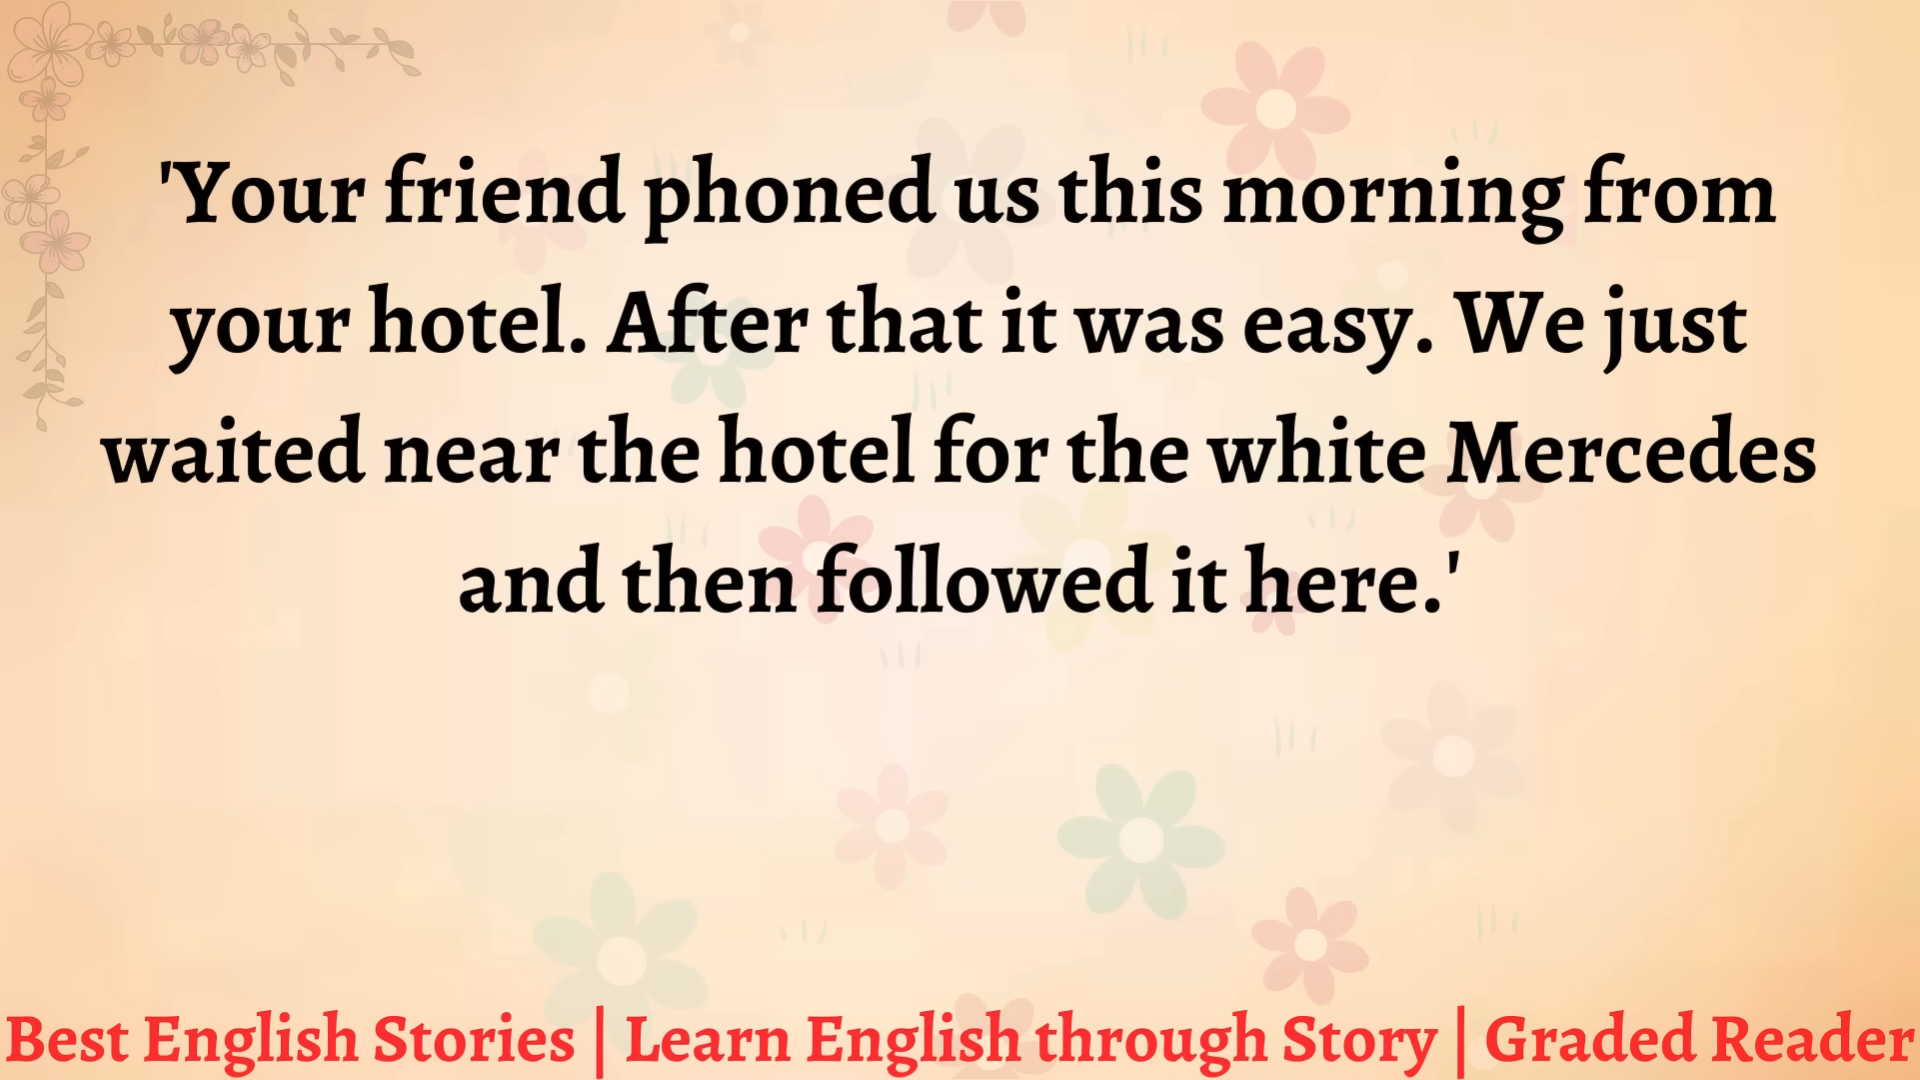 'Your friend phoned us this morning from
your hotel. After that it was easy. We just
waited near the hotel for the white Mercedes
and then followed it here.'
Best English Stories | Learn English through Story | Graded Reader